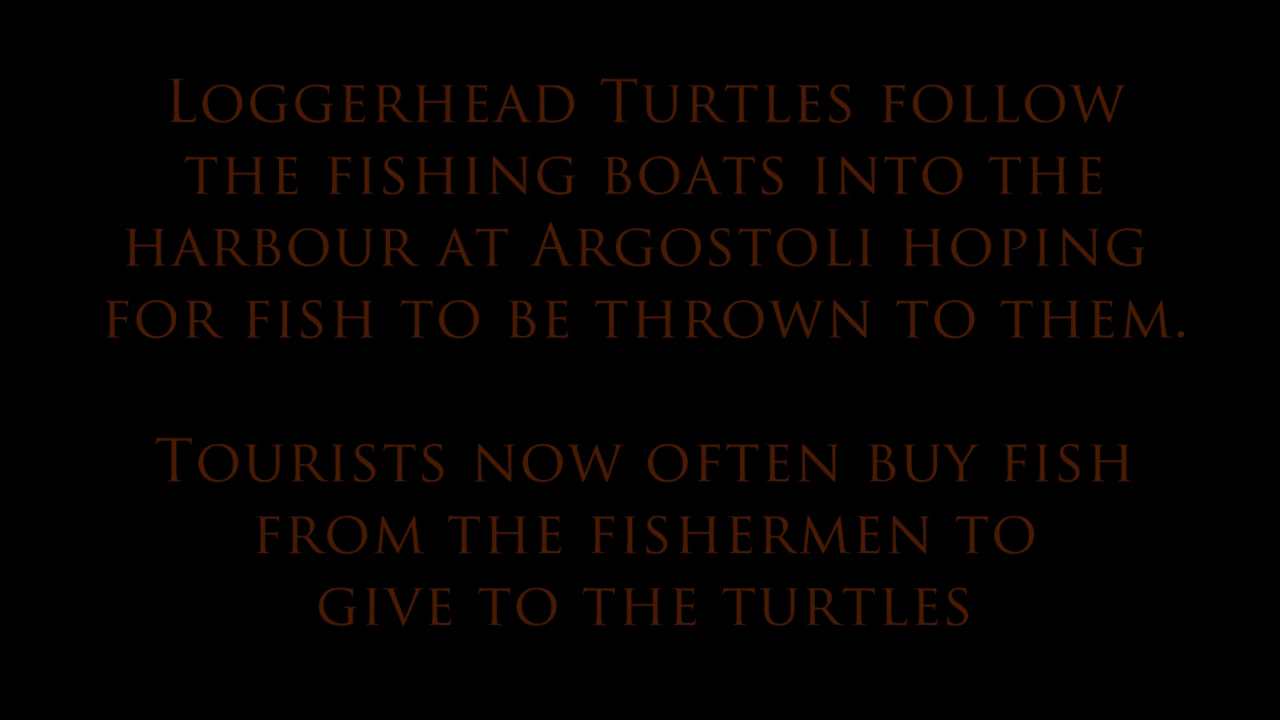 Loggerhead Turtles follow
the fishing boats into the
harbour at Argostoli hoping
for fish to be thrown to them.
Tourists now often buy fish
from the fishermen to
give to the turtles